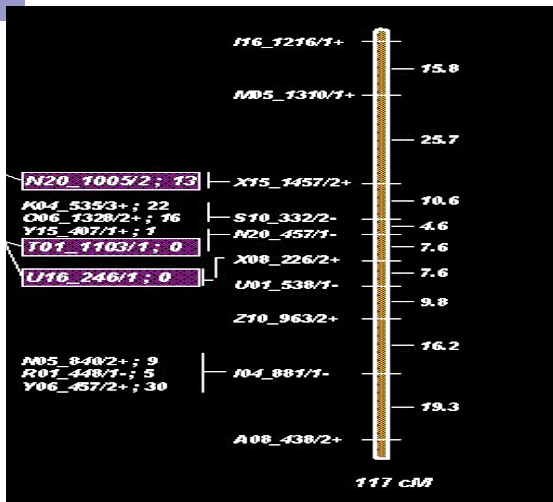 I16_1216/1+
15.8
M05_1310/1+
25.7
N20_1005/2 ; 13
X15_1457/2+
10.6
K04_535/3+ ; 22
O06_1328/2+ ; 16
S10_332/2-
4.6
Y15_407/1+ ; 1
N20_457/1-
T01_1103/1 ; 0
7.6
X08_226/2+
7.6
U16_246/1 ; 0
U01_538/1-
9.8
Z10_963/2+
16.2
N05_840/2+ ; 9
R01_448/1- ; 5
I04_881/1-
Y06_457/2+ ; 30
19.3
A08_438/2+
117 cM